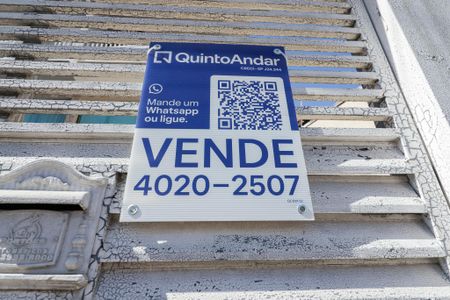 QuintoAndar
Mande um
Whatsapp
ou ligue.
VENDE
4020-2507